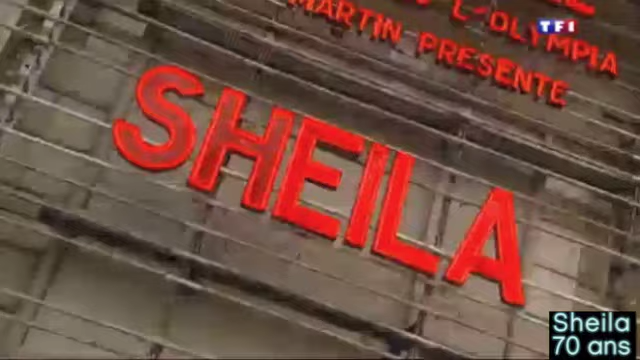 L'OLYMPIA
MARTIN PRESENTE
SHEILA
TF1
Sheila
70 ans